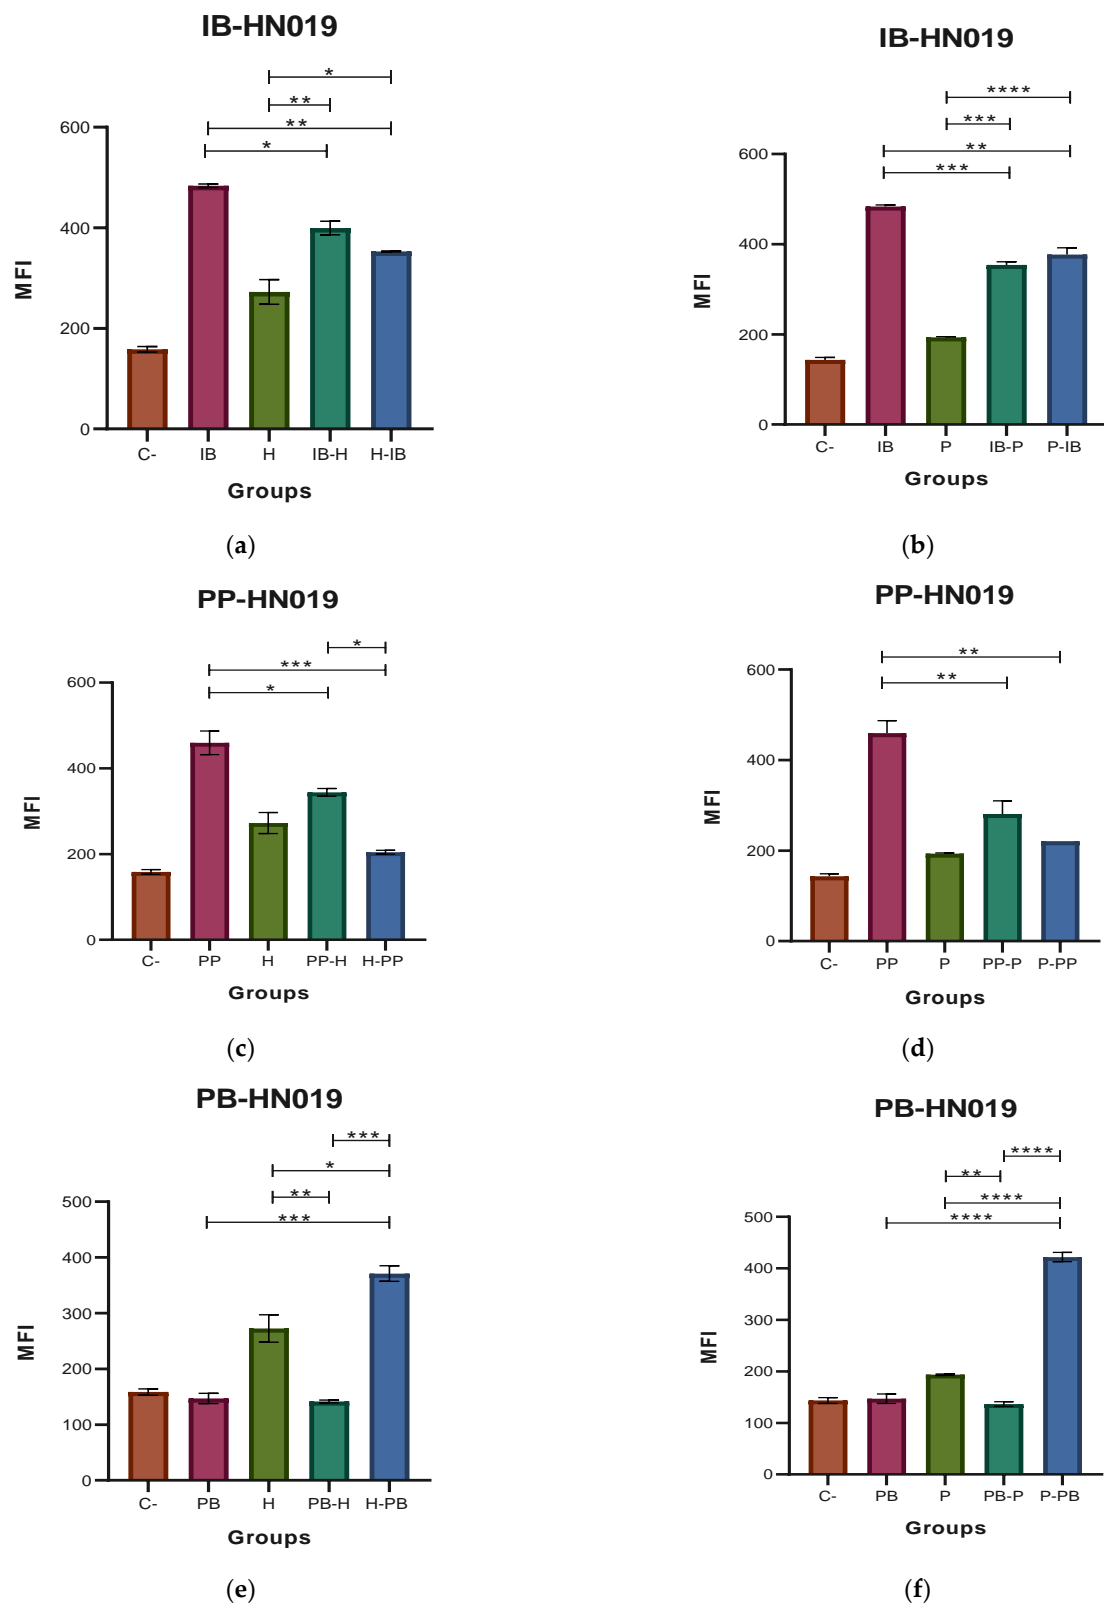 IB-HN019
*
**
**
*
600
400
200
0
MFI
C- IB H IB-H H-IB
Groups
(a)
IB-HN019
****
***
**
***
600
400
200
0
MFI
C- IB P IB-P P-IB
Groups
(b)
PP-HN019
*
***
*
600
400
200
0
MFI
C- PP H PP-H H-PP
Groups
(c)
PP-HN019
**
**
600
400
200
0
MFI
C- PP P PP-P P-PP
Groups
(d)
PB-HN019
***
*
**
***
500
400
300
200
100
0
MFI
C- PB H PB-H H-PB
Groups
(e)
PB-HN019
****
**
****
****
500
400
300
200
100
0
MFI
C- PB P PB-P P-PB
Groups
(f)